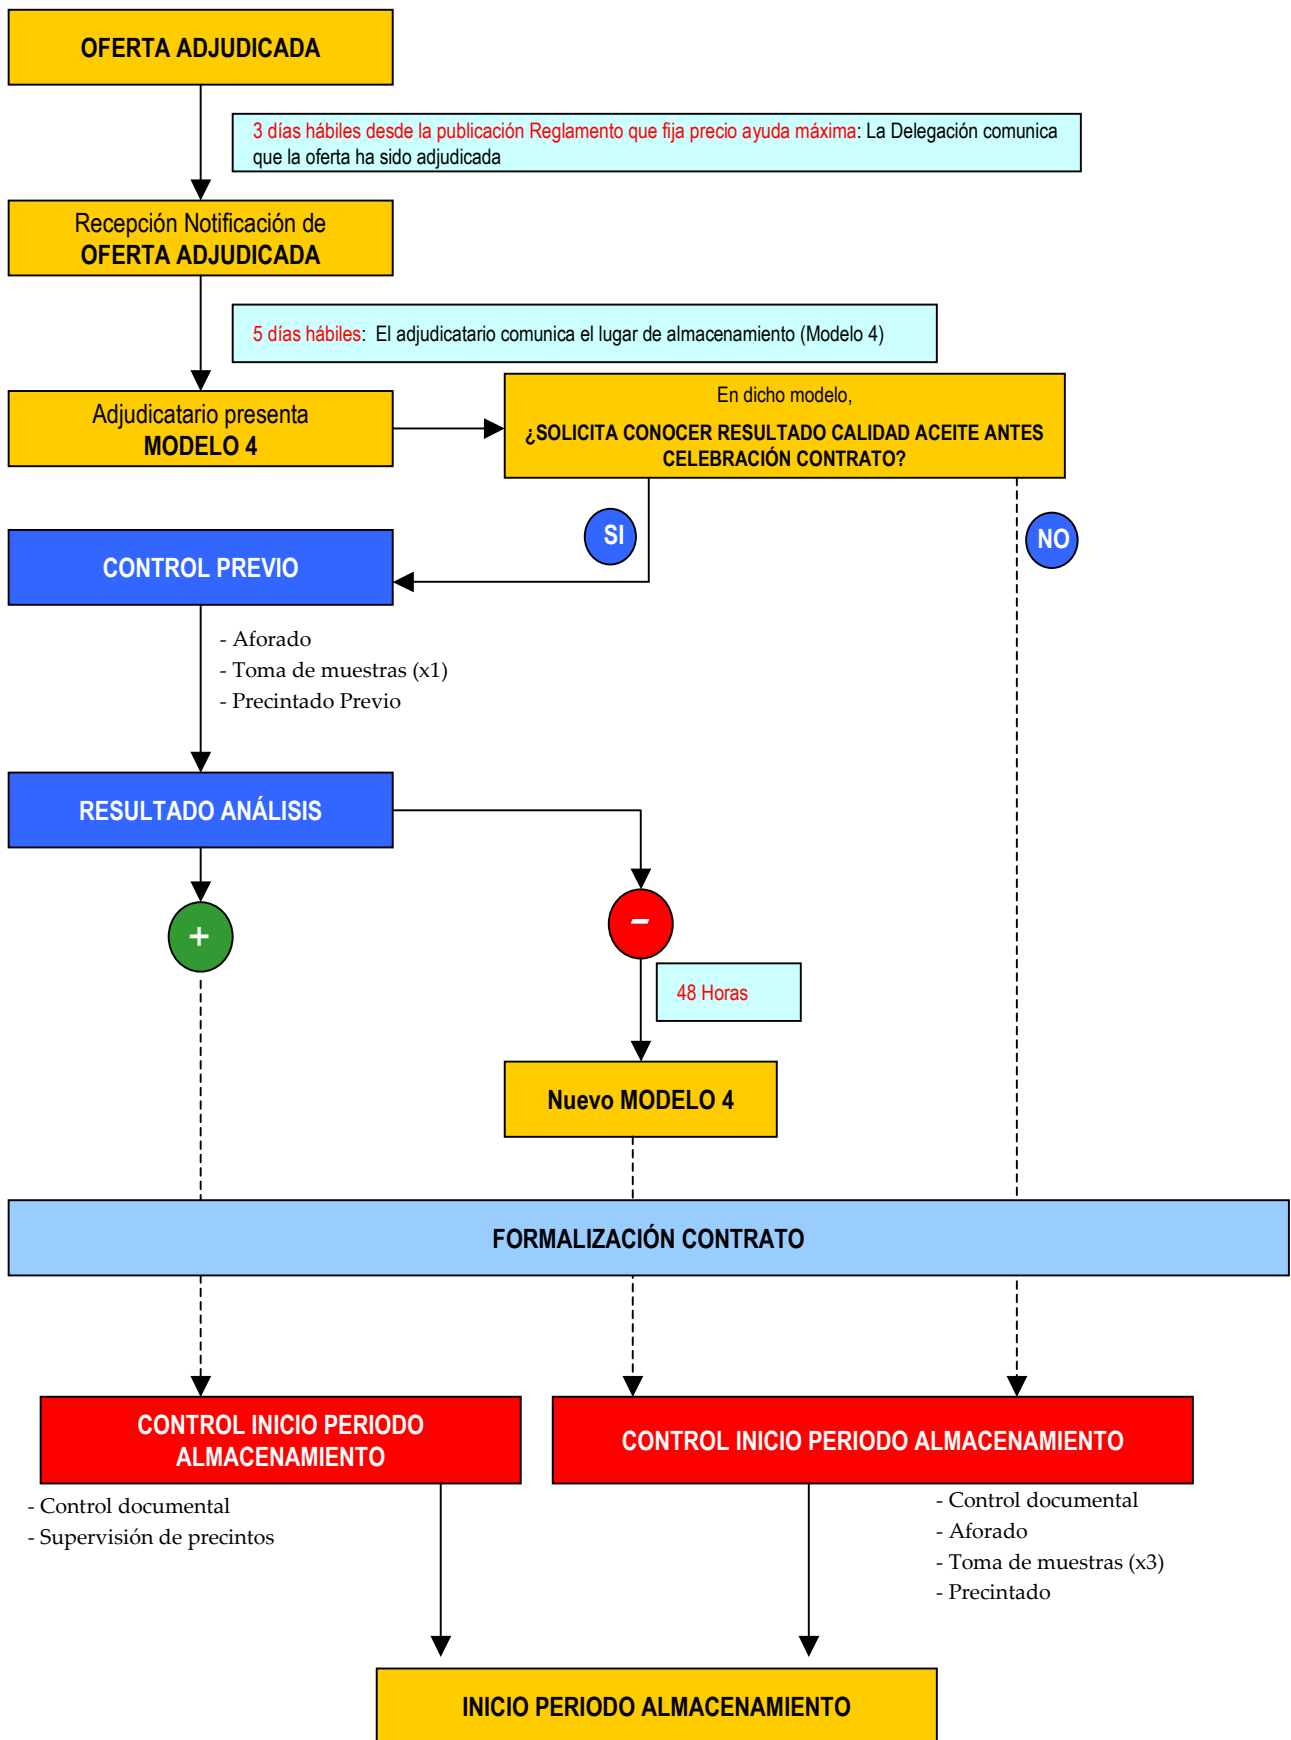 OFERTA ADJUDICADA
3 días hábiles desde la publicación Reglamento que fija precio ayuda máxima: La Delegación comunica
que la oferta ha sido adjudicada
Recepción Notificación de
OFERTA ADJUDICADA
5 días hábiles:  El adjudicatario comunica el lugar de almacenamiento (Modelo 4)
Adjudicatario presenta
MODELO 4
En dicho modelo,
¿SOLICITA CONOCER RESULTADO CALIDAD ACEITE ANTES
CELEBRACIÓN CONTRATO?
SI
NO
CONTROL PREVIO
- Aforado
- Toma de muestras (x1)
- Precintado Previo
RESULTADO ANÁLISIS
+
–
48 Horas
Nuevo MODELO 4
FORMALIZACIÓN CONTRATO
CONTROL INICIO PERIODO
ALMACENAMIENTO
CONTROL INICIO PERIODO ALMACENAMIENTO
- Control documental
- Supervisión de precintos
- Control documental
- Aforado
- Toma de muestras (x3)
- Precintado
INICIO PERIODO ALMACENAMIENTO